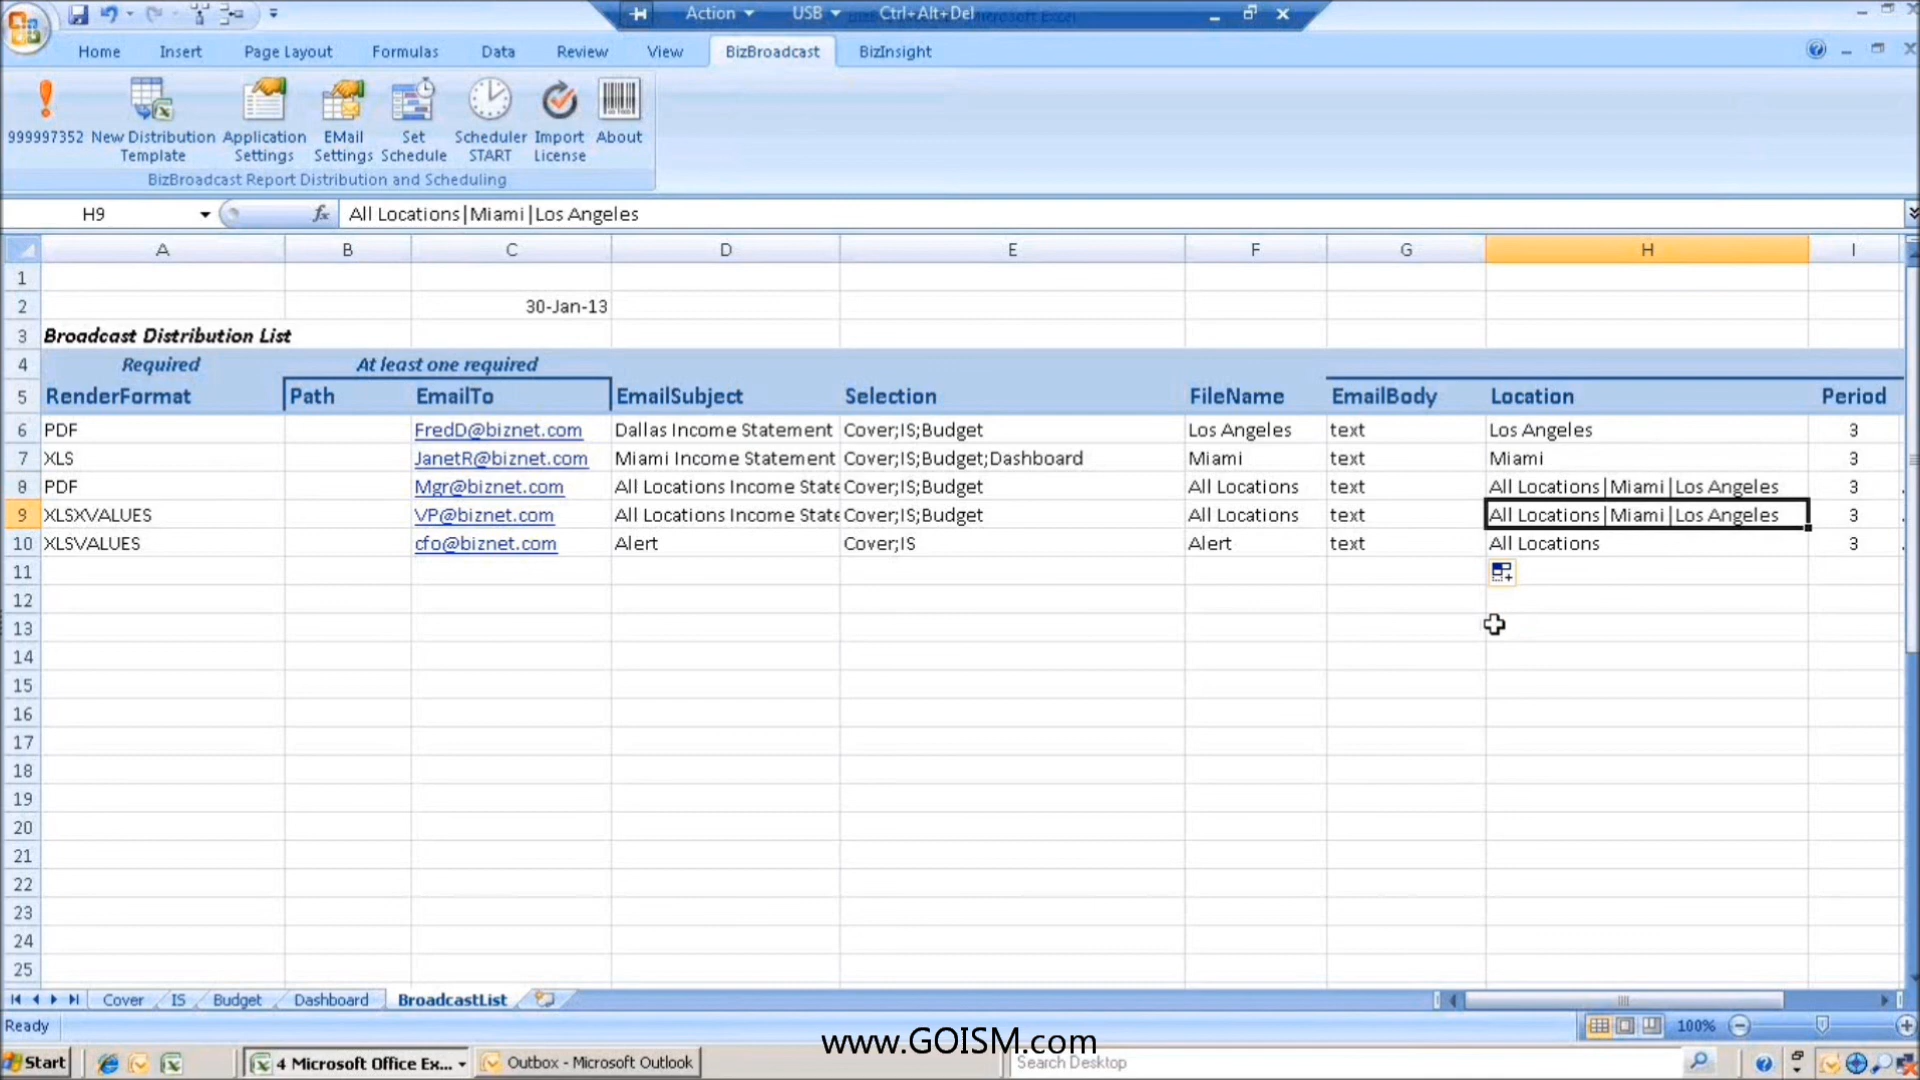 Action USB Ctrl+Alt+Del
Home Insert Page Layout Formulas Data Review View BizBroadcast BizInsight
999997352 New Distribution Template Application Settings EMail Settings Set Schedule Scheduler START Import License About
BizBroadcast Report Distribution and Scheduling
H9 fx All Locations|Miami|Los Angeles
A B C D E F G H I
1
2 30-Jan-13
3 Broadcast Distribution List
4 Required At least one required
5 RenderFormat Path EmailTo EmailSubject Selection FileName EmailBody Location Period
6 PDF FredD@biznet.com Dallas Income Statement Cover;IS;Budget Los Angeles text Los Angeles 3
7 XLS JanetR@biznet.com Miami Income Statement Cover;IS;Budget;Dashboard Miami text Miami 3
8 PDF Mgr@biznet.com All Locations Income State Cover;IS;Budget All Locations text All Locations|Miami|Los Angeles 3
9 XLSXVALUES VP@biznet.com All Locations Income State Cover;IS;Budget All Locations text All Locations|Miami|Los Angeles 3
10 XLSVALUES cfo@biznet.com Alert Cover;IS Alert text All Locations 3
11
12
13
14
15
16
17
18
19
20
21
22
23
24
25
Cover IS Budget Dashboard BroadcastList
Ready 100%
www.GOISM.com
Start 4 Microsoft Office Ex... Outbox - Microsoft Outlook Search Desktop